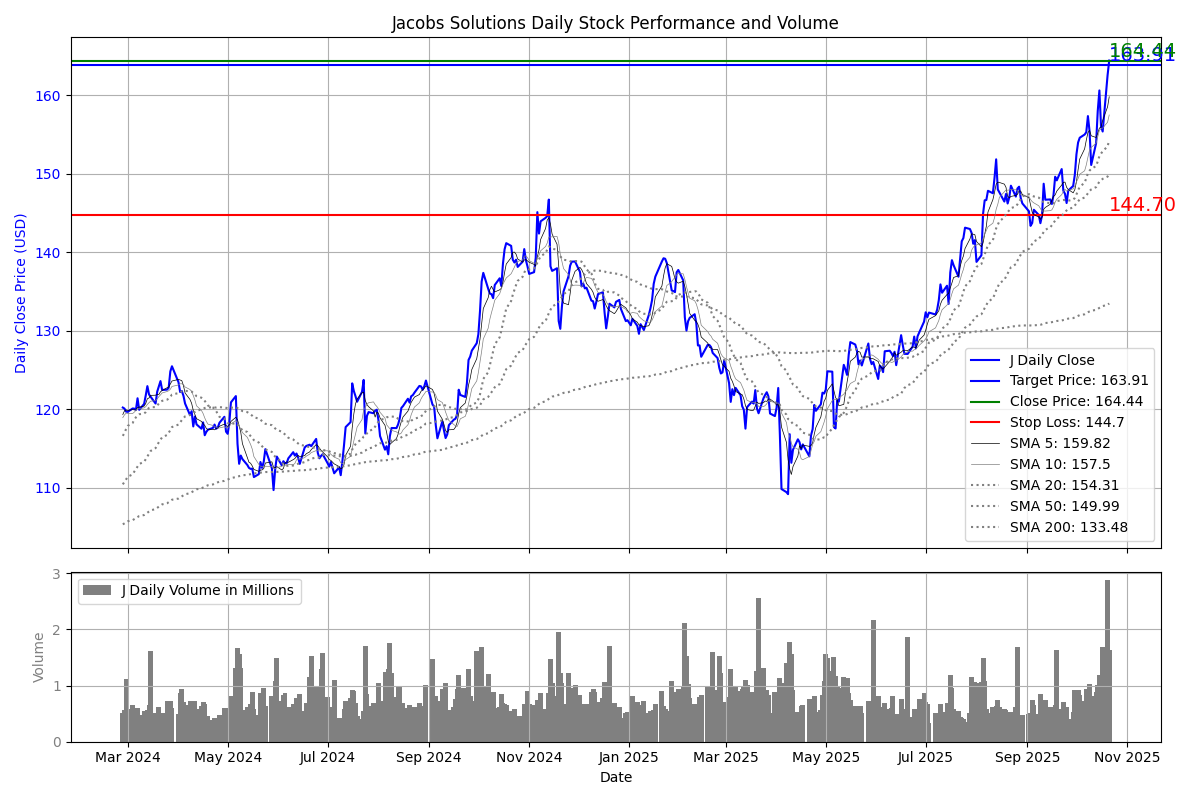 Jacobs Solutions Daily Stock Performance and Volume
164.44
163.91
160
150
144.70
140
130
120
110
Daily Close Price (USD)
J Daily Close
Target Price: 163.91
Close Price: 164.44
Stop Loss: 144.7
SMA 5: 159.82
SMA 10: 157.5
SMA 20: 154.31
SMA 50: 149.99
SMA 200: 133.48
3
2
1
0
Volume
J Daily Volume in Millions
Mar 2024 May 2024 Jul 2024 Sep 2024 Nov 2024 Jan 2025 Mar 2025 May 2025 Jul 2025 Sep 2025 Nov 2025
Date